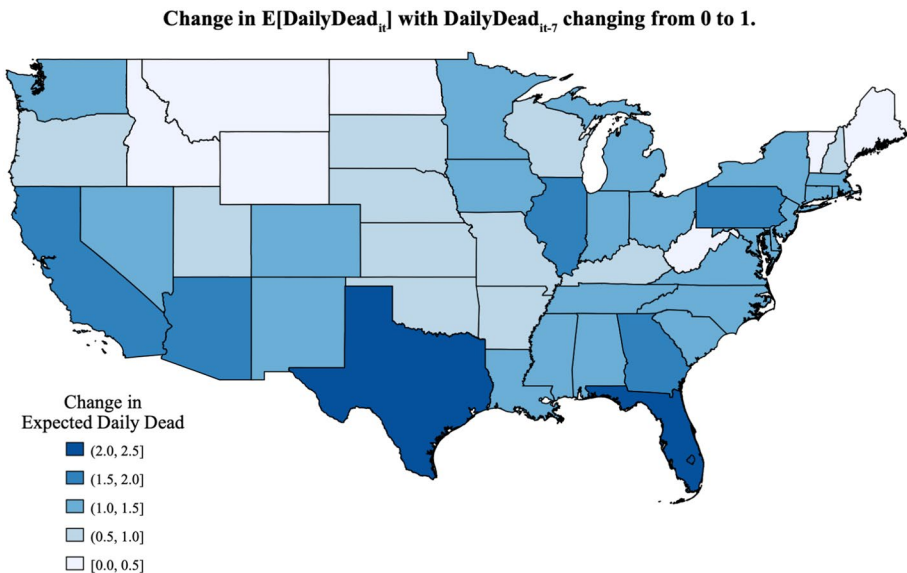 Change in E[DailyDead_it] with DailyDead_it-7 changing from 0 to 1.
Change in
Expected Daily Dead
(2.0, 2.5]
(1.5, 2.0]
(1.0, 1.5]
(0.5, 1.0]
[0.0, 0.5]